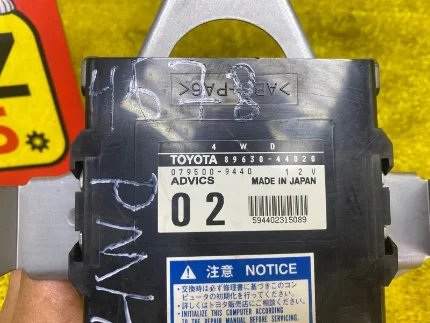 Z
S
4678
>ABS+PA6<
PNH
4 W D
TOYOTA 89630-44020
079500-9440 12V
ADVICS MADE IN JAPAN
02
594402315089
注意 NOTICE
・交換時は必ず修理書に基づきこのコン
ピュータの初期化を行ってください。
・詳しくはトヨタ販売店にご相談ください。
・INITIALIZE THIS COMPUTER ACCORDING
TO THE REPAIR MANUAL BEFORE SERVICING.